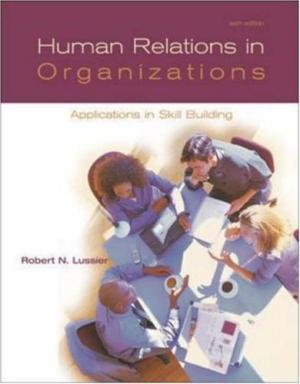 sixth edition
Human Relations in
Organizations
Applications in Skill Building
Robert N. Lussier